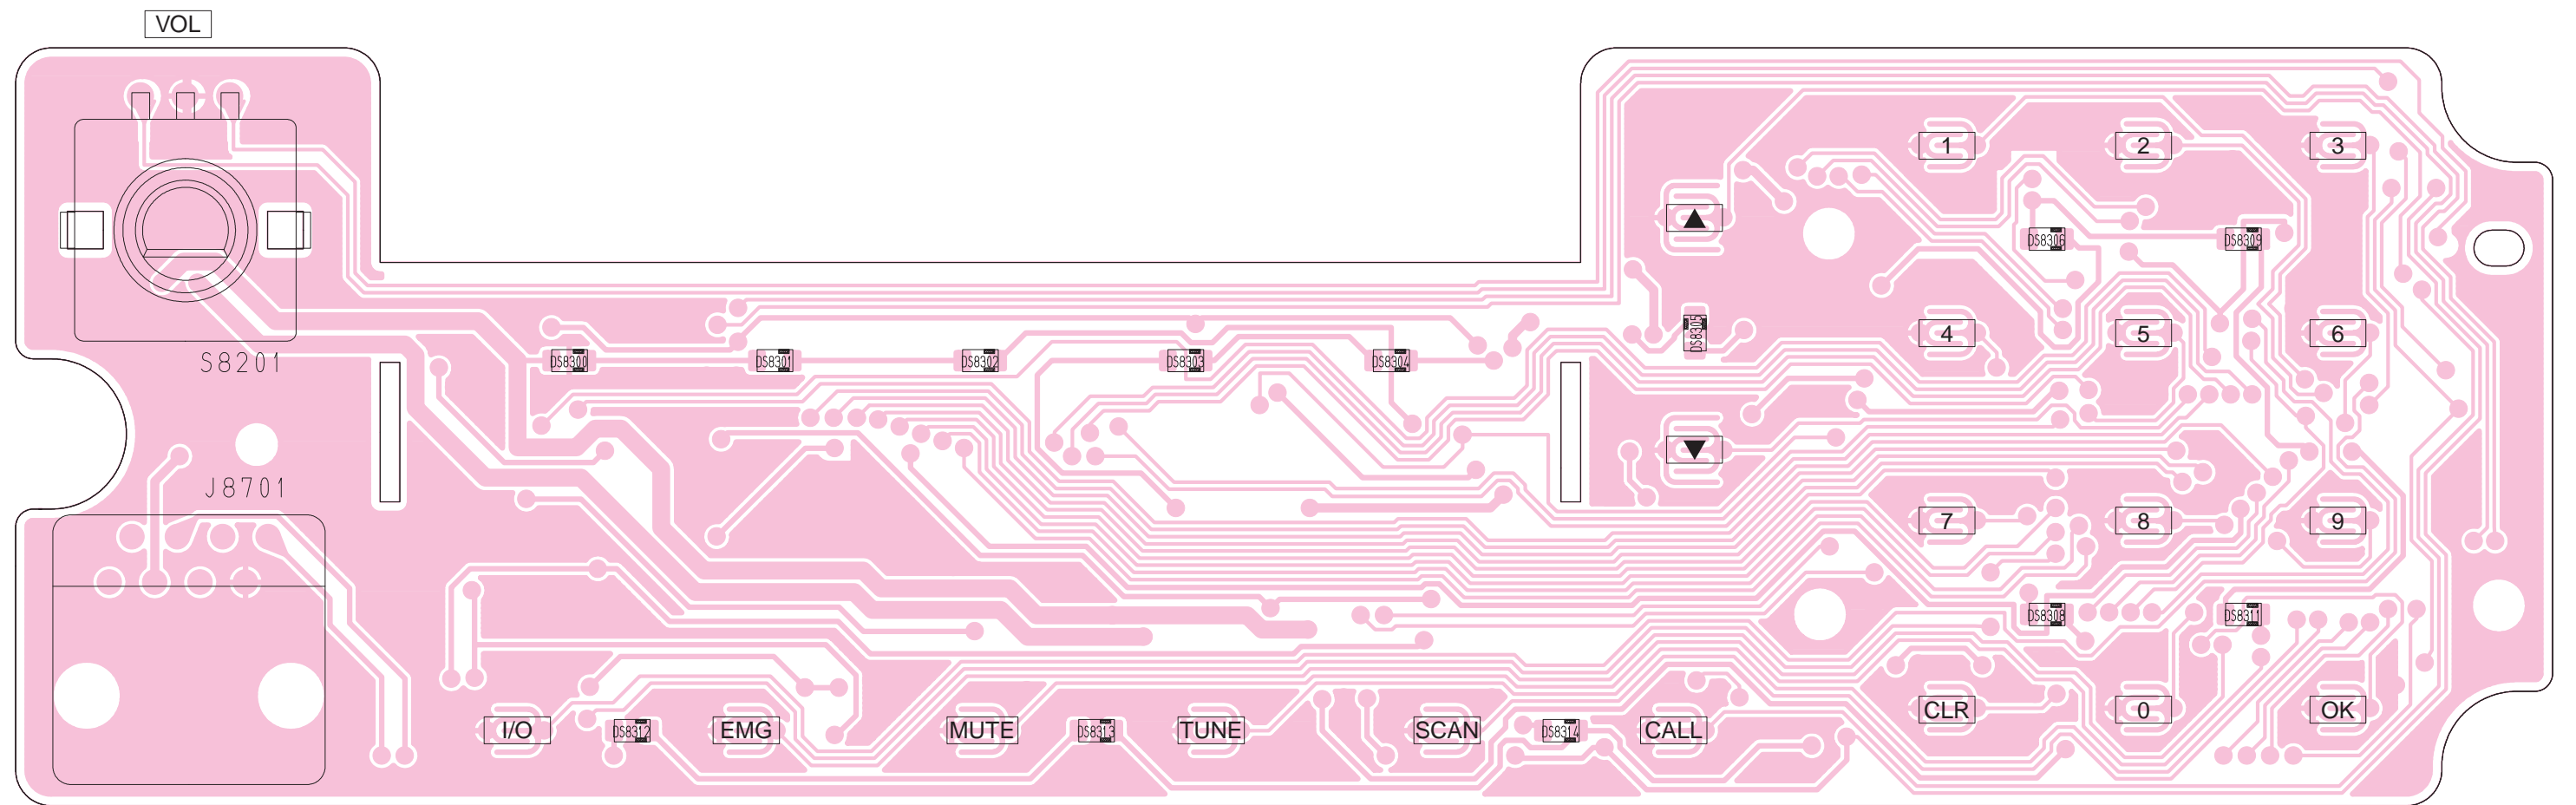 VOL
1
2
3
▲
DS8306
DS8309
DS8305
4
5
6
S8201
DS8300
DS8301
DS8302
DS8303
DS8304
▼
J8701
7
8
9
DS8308
DS8311
CLR
0
OK
I/O
DS8312
EMG
MUTE
DS8313
TUNE
SCAN
DS8314
CALL